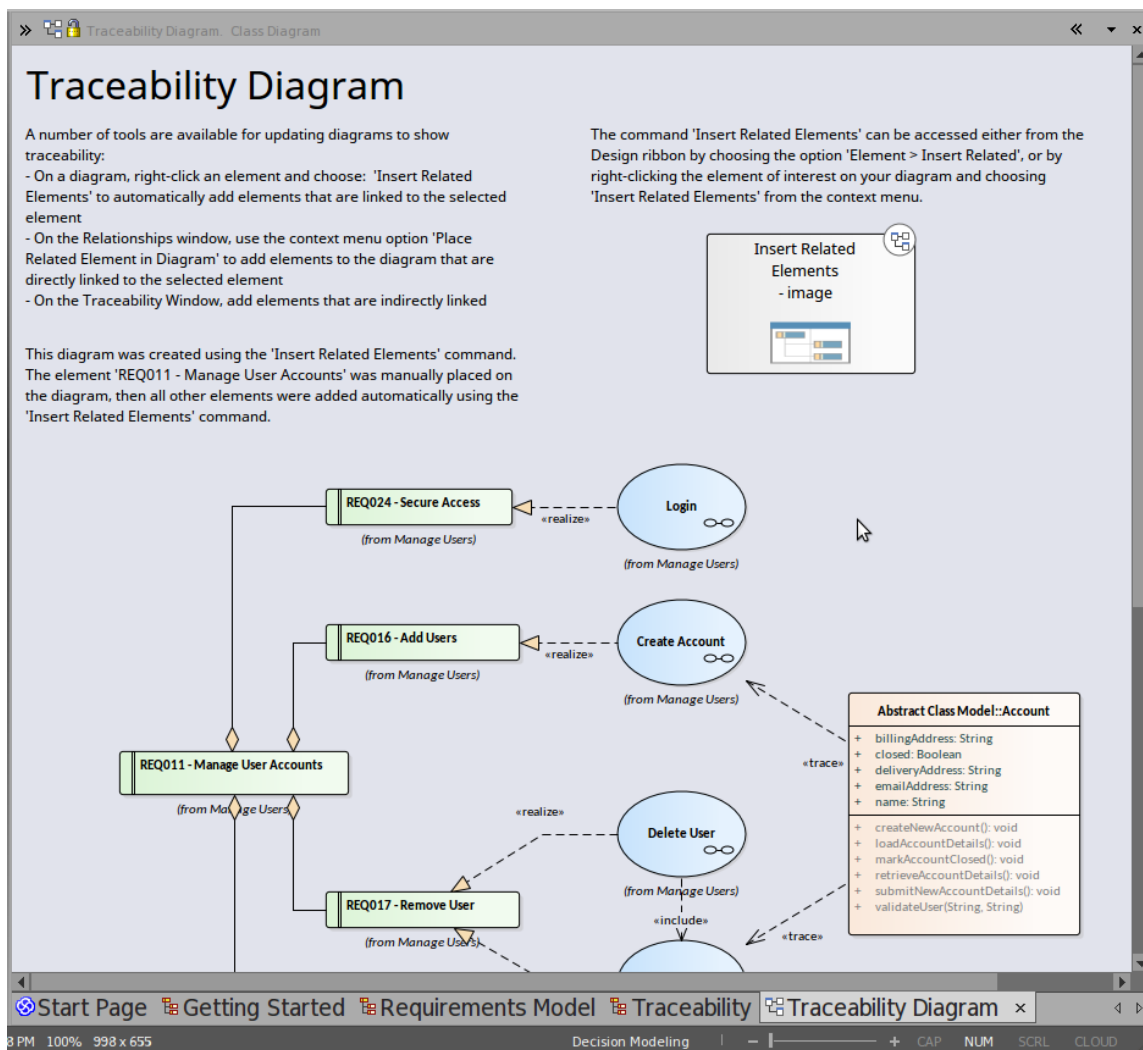 Traceability Diagram.  Class Diagram
Traceability Diagram
A number of tools are available for updating diagrams to show
traceability:
- On a diagram, right-click an element and choose:  'Insert Related
Elements' to automatically add elements that are linked to the selected
element
- On the Relationships window, use the context menu option 'Place
Related Element in Diagram' to add elements to the diagram that are
directly linked to the selected element
- On the Traceability Window, add elements that are indirectly linked
This diagram was created using the 'Insert Related Elements' command.
The element 'REQ011 - Manage User Accounts' was manually placed on
the diagram, then all other elements were added automatically using the
'Insert Related Elements' command.
The command 'Insert Related Elements' can be accessed either from the
Design ribbon by choosing the option 'Element > Insert Related', or by
right-clicking the element of interest on your diagram and choosing
'Insert Related Elements' from the context menu.
Insert Related
Elements
- image
REQ024 - Secure Access
(from Manage Users)
«realize»
Login
(from Manage Users)
REQ016 - Add Users
(from Manage Users)
«realize»
Create Account
(from Manage Users)
Abstract Class Model::Account
+ billingAddress: String
+ closed: Boolean
+ deliveryAddress: String
+ emailAddress: String
+ name: String
+ createNewAccount(): void
+ loadAccountDetails(): void
+ markAccountClosed(): void
+ retrieveAccountDetails(): void
+ submitNewAccountDetails(): void
+ validateUser(String, String)
«trace»
REQ011 - Manage User Accounts
(from Manage Users)
«realize»
Delete User
(from Manage Users)
REQ017 - Remove User
(from Manage Users)
«include»
«trace»
Start Page Getting Started Requirements Model Traceability Traceability Diagram
8 PM 100% 998 x 655 Decision Modeling CAP NUM SCRL CLOUD